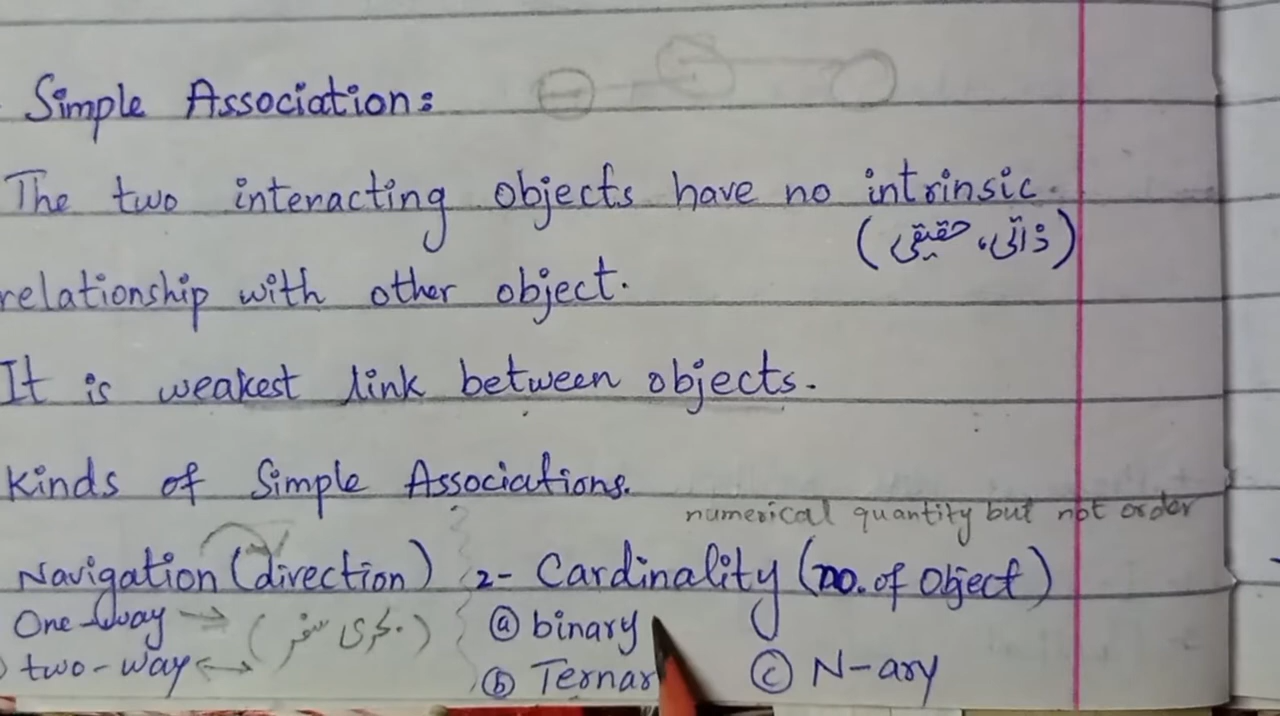 Simple Association:
The two interacting objects have no intrinsic.
(ذاتی، حقیقی)
relationship with other object.
It is weakest link between objects.
Kinds of Simple Associations.
numerical quantity but not order
Navigation (direction) 2- Cardinality (no. of Object)
One way → (بحری سفر) ⓐ binary
two-way ↔ ⓑ Ternar ⓒ N-ary